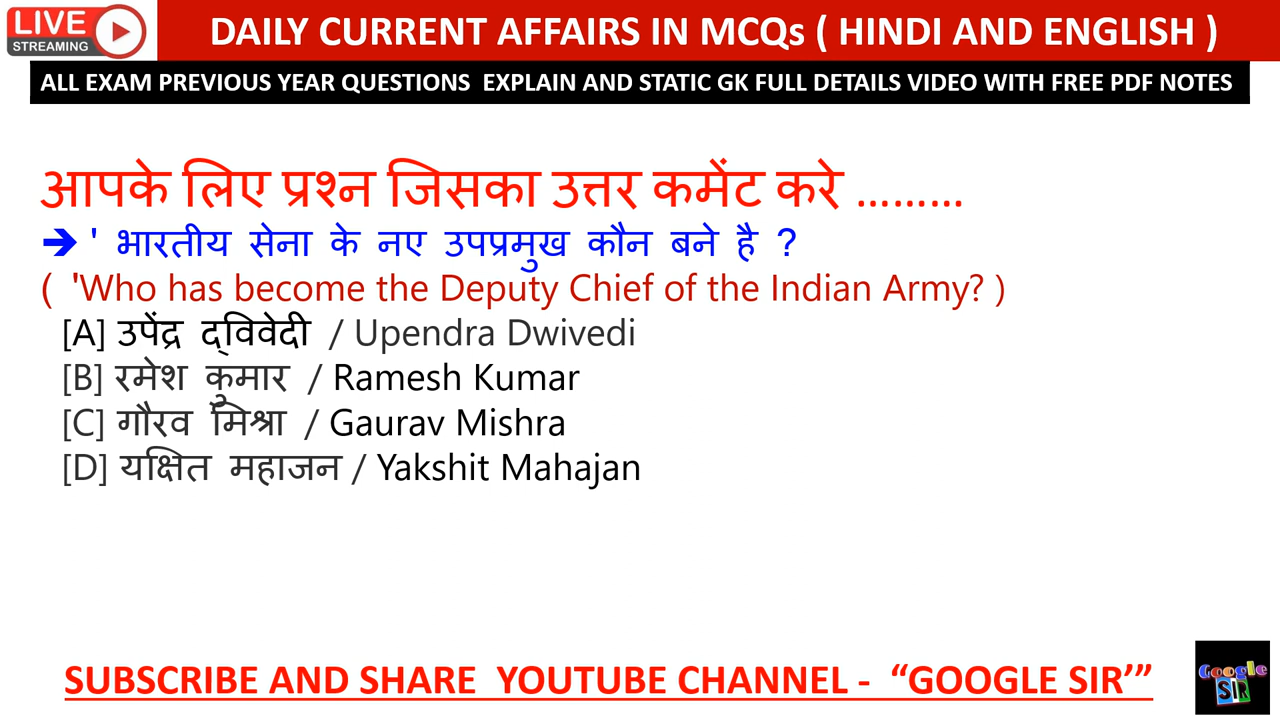 LIVE
STREAMING
DAILY CURRENT AFFAIRS IN MCQs ( HINDI AND ENGLISH )
ALL EXAM PREVIOUS YEAR QUESTIONS EXPLAIN AND STATIC GK FULL DETAILS VIDEO WITH FREE PDF NOTES
आपके लिए प्रश्न जिसका उत्तर कमेंट करे .........
➔ ' भारतीय सेना के नए उपप्रमुख कौन बने है ?
( 'Who has become the Deputy Chief of the Indian Army? )
[A] उपेंद्र द्विवेदी / Upendra Dwivedi
[B] रमेश कुमार / Ramesh Kumar
[C] गौरव मिश्रा / Gaurav Mishra
[D] यक्षित महाजन / Yakshit Mahajan
SUBSCRIBE AND SHARE YOUTUBE CHANNEL - “GOOGLE SIR’”
Google
SIR